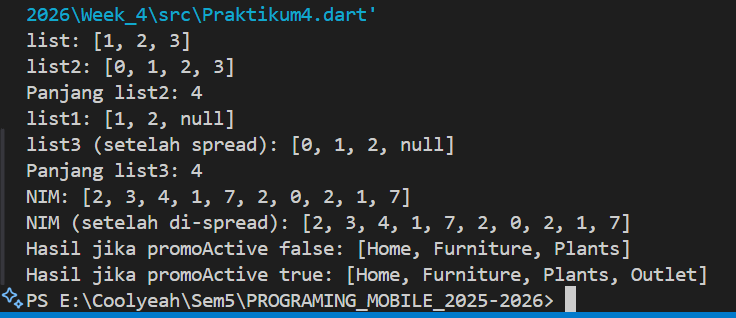 2026\Week_4\src\Praktikum4.dart'
list: [1, 2, 3]
list2: [0, 1, 2, 3]
Panjang list2: 4
list1: [1, 2, null]
list3 (setelah spread): [0, 1, 2, null]
Panjang list3: 4
NIM: [2, 3, 4, 1, 7, 2, 0, 2, 1, 7]
NIM (setelah di-spread): [2, 3, 4, 1, 7, 2, 0, 2, 1, 7]
Hasil jika promoActive false: [Home, Furniture, Plants]
Hasil jika promoActive true: [Home, Furniture, Plants, Outlet]
PS E:\Coolyeah\Sem5\PROGRAMING_MOBILE_2025-2026>